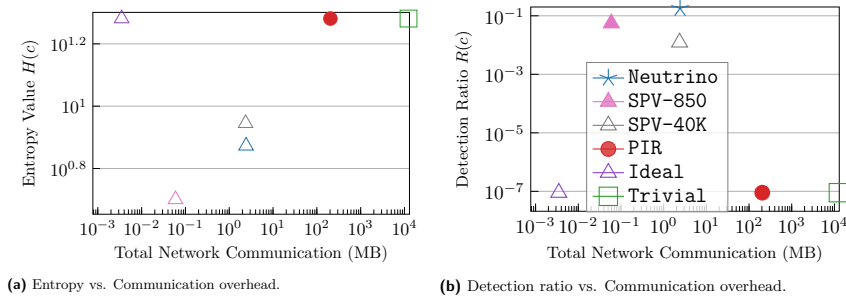 10^1.2
10^1
10^0.8
Entropy Value H(c)
10^−3 10^−2 10^−1 10^0 10^1 10^2 10^3 10^4
Total Network Communication (MB)
(a) Entropy vs. Communication overhead.
10^−1
10^−3
10^−5
10^−7
Detection Ratio R(c)
Neutrino
SPV-850
SPV-40K
PIR
Ideal
Trivial
10^−3 10^−2 10^−1 10^0 10^1 10^2 10^3 10^4
Total Network Communication (MB)
(b) Detection ratio vs. Communication overhead.